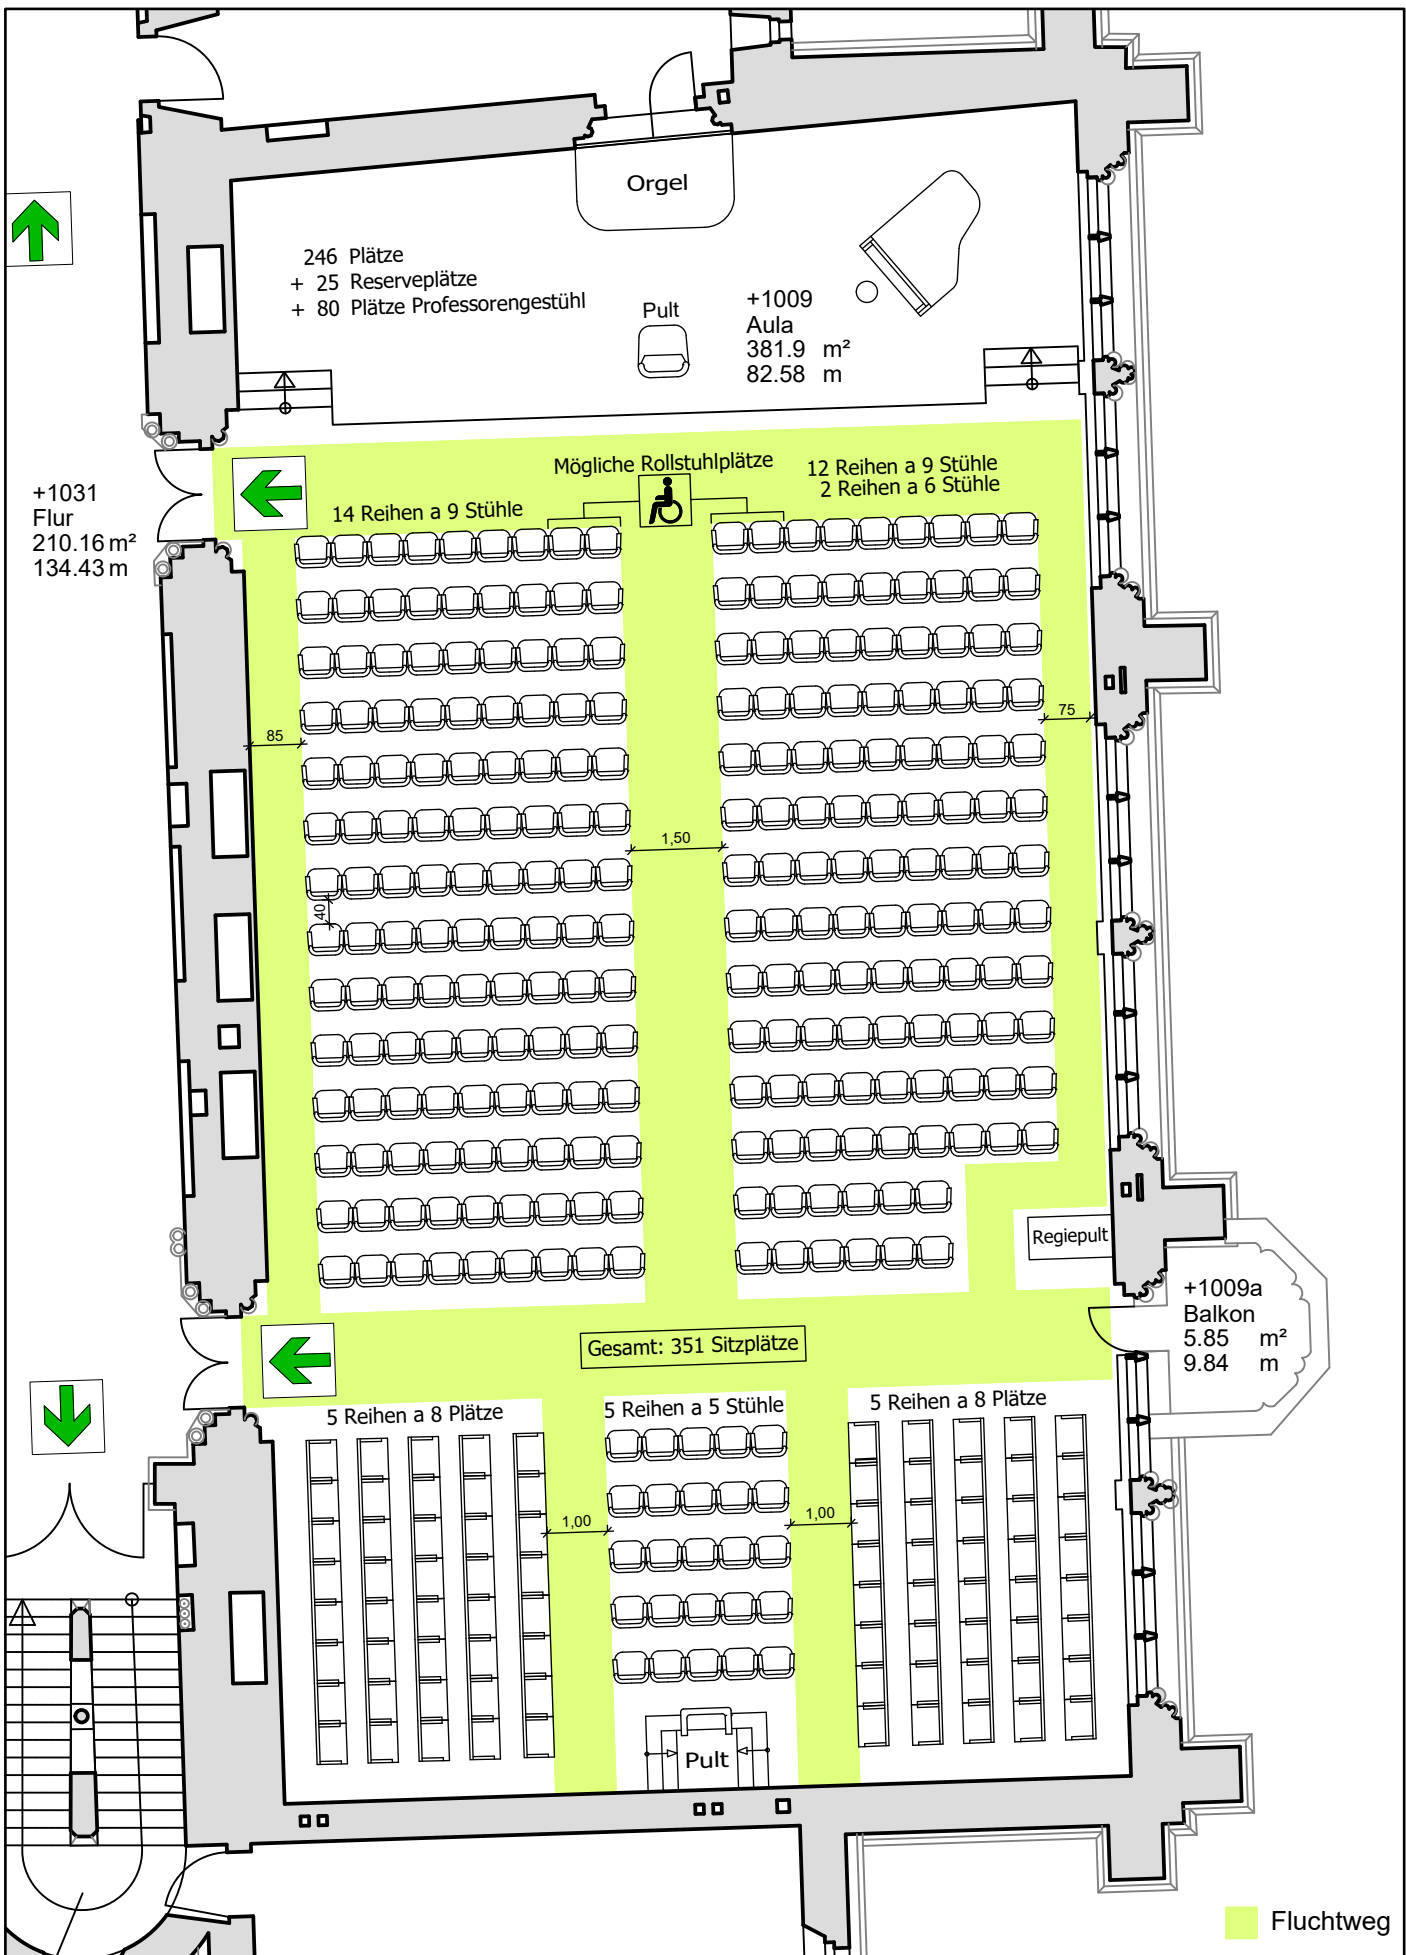 Orgel
246 Plätze
+ 25 Reserveplätze
+ 80 Plätze Professorengestühl
Pult
+1009
Aula
381.9 m²
82.58 m
+1031
Flur
210.16 m²
134.43 m
Mögliche Rollstuhlplätze
14 Reihen a 9 Stühle
12 Reihen a 9 Stühle
2 Reihen a 6 Stühle
85
75
1,50
40
Regiepult
+1009a
Balkon
5.85 m²
9.84 m
Gesamt: 351 Sitzplätze
5 Reihen a 8 Plätze
5 Reihen a 5 Stühle
5 Reihen a 8 Plätze
1,00
1,00
Pult
Fluchtweg